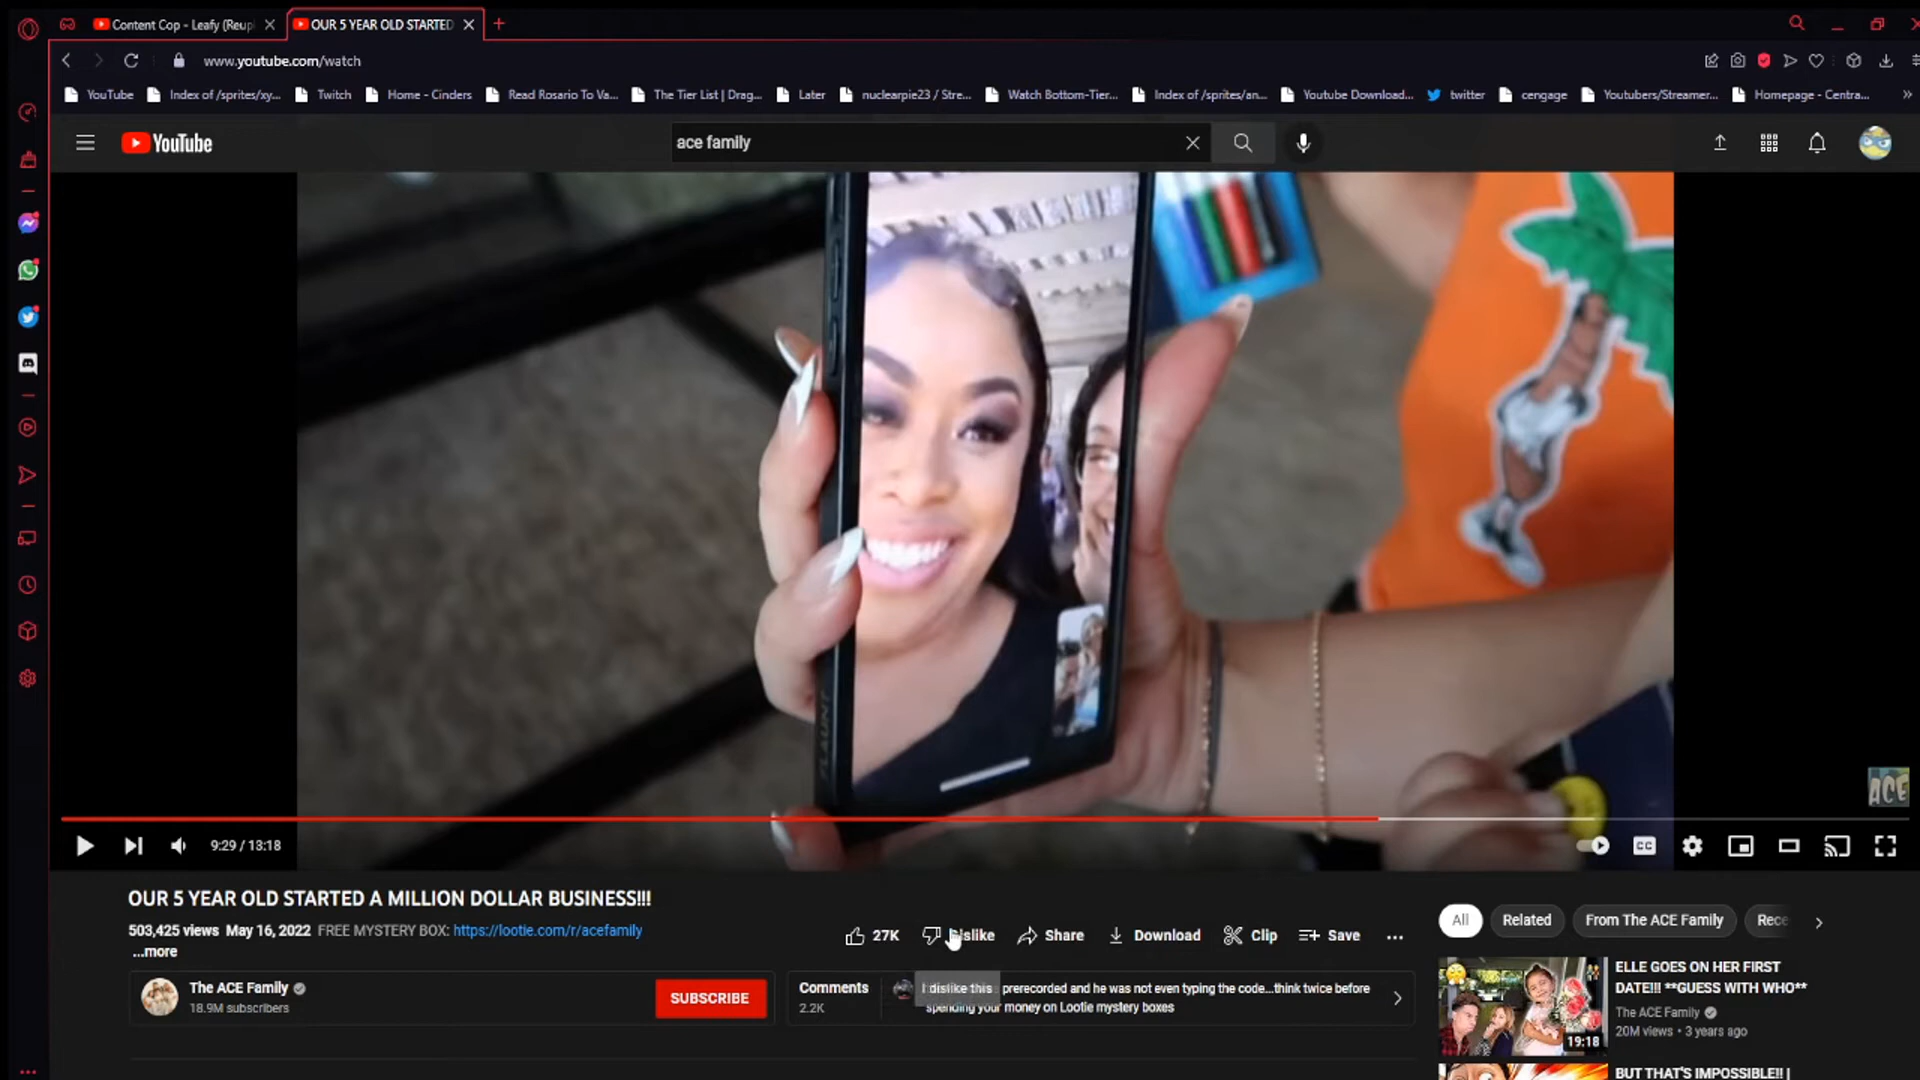 Content Cop - Leafy (Reupl
OUR 5 YEAR OLD STARTED
www.youtube.com/watch
YouTube
Index of /sprites/xy...
Twitch
Home - Cinders
Read Rosario To Va...
The Tier List | Drag...
Later
nuclearpie23 / Stre...
Watch Bottom-Tier...
Index of /sprites/an...
Youtube Download...
twitter
cengage
Youtubers/Streamer...
Homepage - Centra...
YouTube
ace family
FLAUNT
ACE
9:29 / 13:18
CC
OUR 5 YEAR OLD STARTED A MILLION DOLLAR BUSINESS!!!
503,425 views May 16, 2022 FREE MYSTERY BOX: https://lootie.com/r/acefamily
...more
27K
Dislike
Share
Download
Clip
Save
The ACE Family
18.9M subscribers
SUBSCRIBE
Comments
2.2K
I dislike this
prerecorded and he was not even typing the code...think twice before
spending your money on Lootie mystery boxes
All
Related
From The ACE Family
Rece
ELLE GOES ON HER FIRST
DATE!!! **GUESS WITH WHO**
The ACE Family
20M views • 3 years ago
19:18
BUT THAT'S IMPOSSIBLE!! |